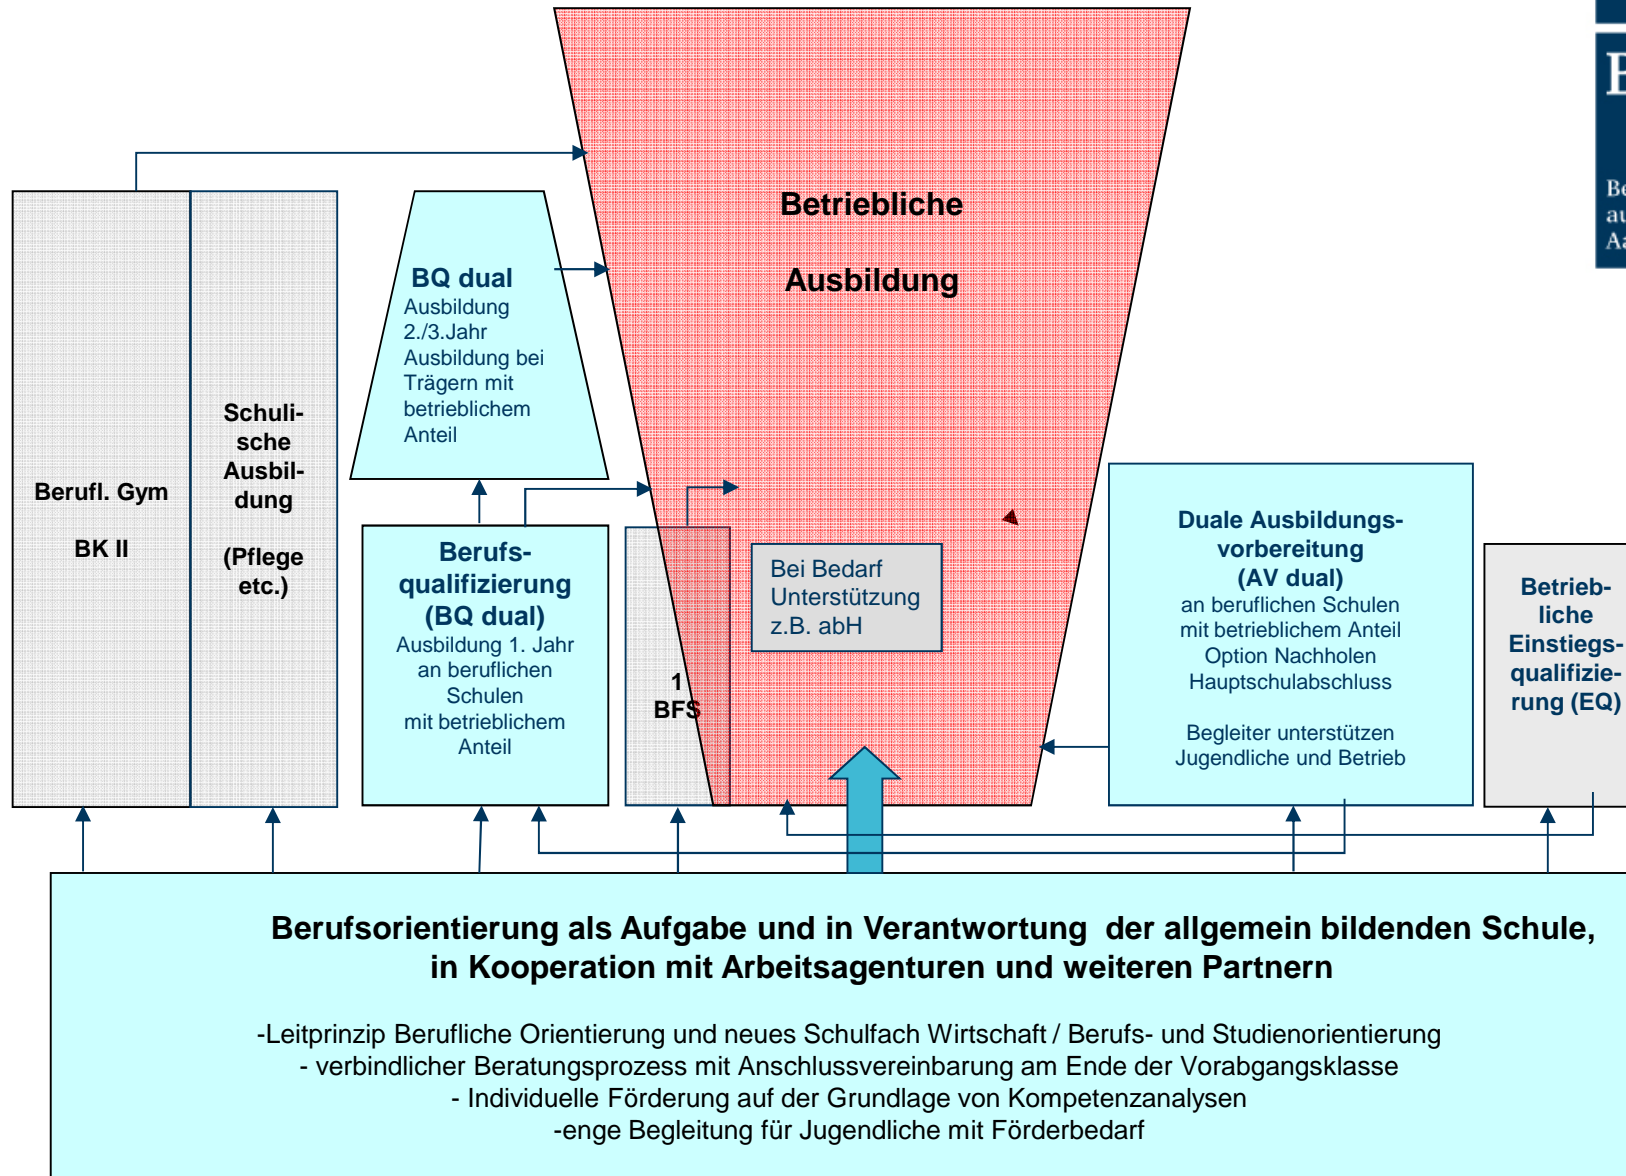 Betriebliche
Ausbildung
BQ dual
Ausbildung
2./3.Jahr
Ausbildung bei
Trägern mit
betrieblichem
Anteil
Schuli-
sche
Ausbil-
dung
(Pflege
etc.)
Berufl. Gym
BK II
Berufs-
qualifizierung
(BQ dual)
Ausbildung 1. Jahr
an beruflichen
Schulen
mit betrieblichem
Anteil
1
BFS
Bei Bedarf
Unterstützung
z.B. abH
Duale Ausbildungs-
vorbereitung
(AV dual)
an beruflichen Schulen
mit betrieblichem Anteil
Option Nachholen
Hauptschulabschluss
Begleiter unterstützen
Jugendliche und Betrieb
Betrieb-
liche
Einstiegs-
qualifizie-
rung (EQ)
Berufsorientierung als Aufgabe und in Verantwortung der allgemein bildenden Schule,
in Kooperation mit Arbeitsagenturen und weiteren Partnern
-Leitprinzip Berufliche Orientierung und neues Schulfach Wirtschaft / Berufs- und Studienorientierung
- verbindlicher Beratungsprozess mit Anschlussvereinbarung am Ende der Vorabgangsklasse
- Individuelle Förderung auf der Grundlage von Kompetenzanalysen
-enge Begleitung für Jugendliche mit Förderbedarf